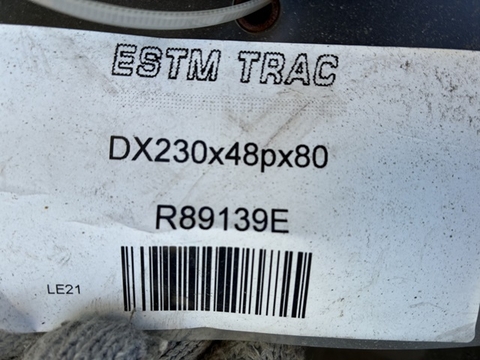 ESTM TRAC
DX230x48px80
R89139E
LE21